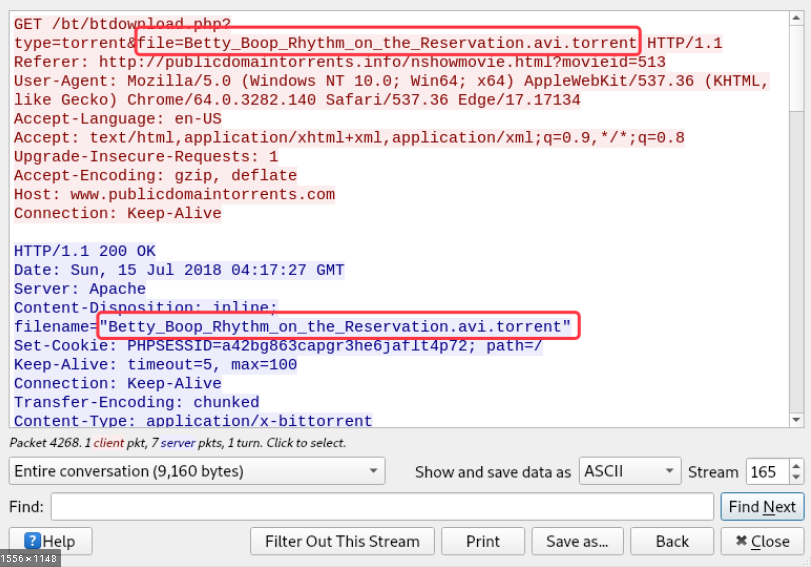 GET /bt/btdownload.php?
type=torrent&file=Betty_Boop_Rhythm_on_the_Reservation.avi.torrent HTTP/1.1
Referer: http://publicdomaintorrents.info/nshowmovie.html?movieid=513
User-Agent: Mozilla/5.0 (Windows NT 10.0; Win64; x64) AppleWebKit/537.36 (KHTML,
like Gecko) Chrome/64.0.3282.140 Safari/537.36 Edge/17.17134
Accept-Language: en-US
Accept: text/html,application/xhtml+xml,application/xml;q=0.9,*/*;q=0.8
Upgrade-Insecure-Requests: 1
Accept-Encoding: gzip, deflate
Host: www.publicdomaintorrents.com
Connection: Keep-Alive

HTTP/1.1 200 OK
Date: Sun, 15 Jul 2018 04:17:27 GMT
Server: Apache
Content-Disposition: inline;
filename="Betty_Boop_Rhythm_on_the_Reservation.avi.torrent"
Set-Cookie: PHPSESSID=a42bg863capgr3he6jaflt4p72; path=/
Keep-Alive: timeout=5, max=100
Connection: Keep-Alive
Transfer-Encoding: chunked
Content-Type: application/x-bittorrent
Packet 4268. 1 client pkt, 7 server pkts, 1 turn. Click to select.
Entire conversation (9,160 bytes) Show and save data as ASCII Stream 165
Find: Find Next
?Help Filter Out This Stream Print Save as... Back ✖ Close
1556×1148